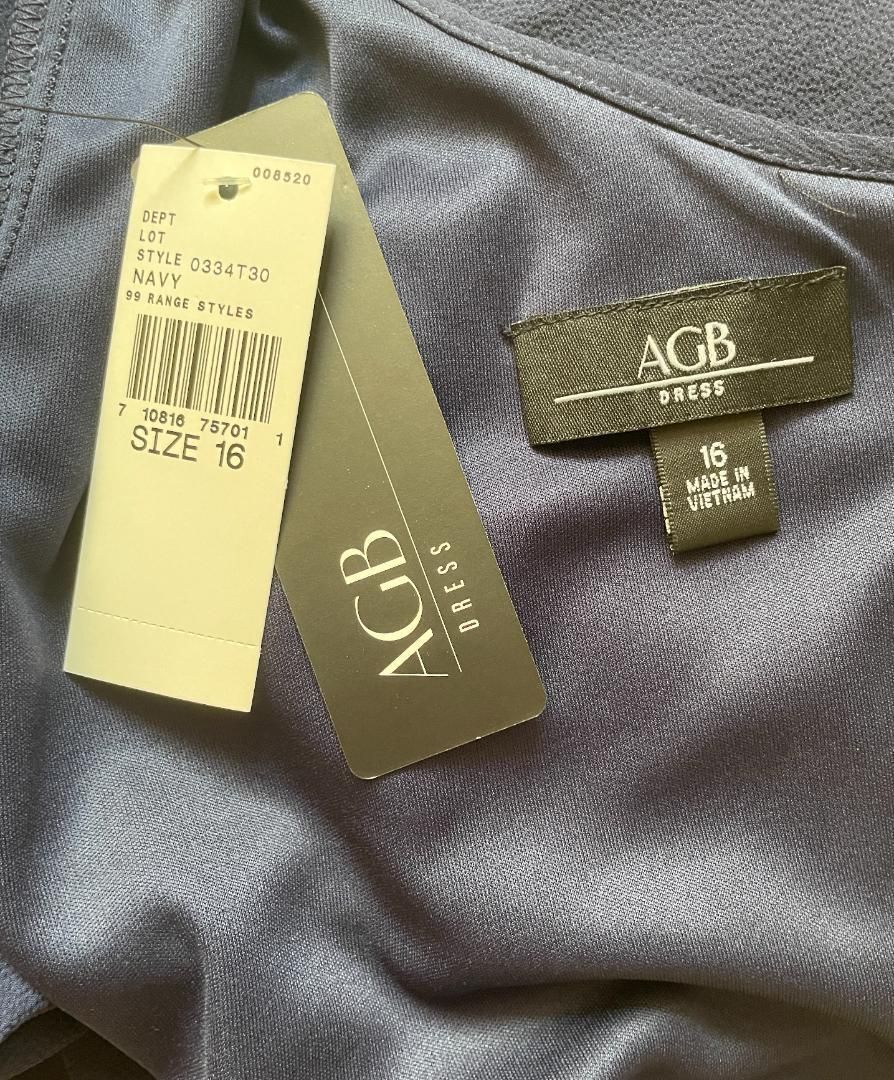 008520
DEPT
LOT
STYLE 0334T30
NAVY
99 RANGE STYLES
7 10816 75701 1
SIZE 16
AGB
DRESS
AGB
DRESS
16
MADE IN
VIETNAM